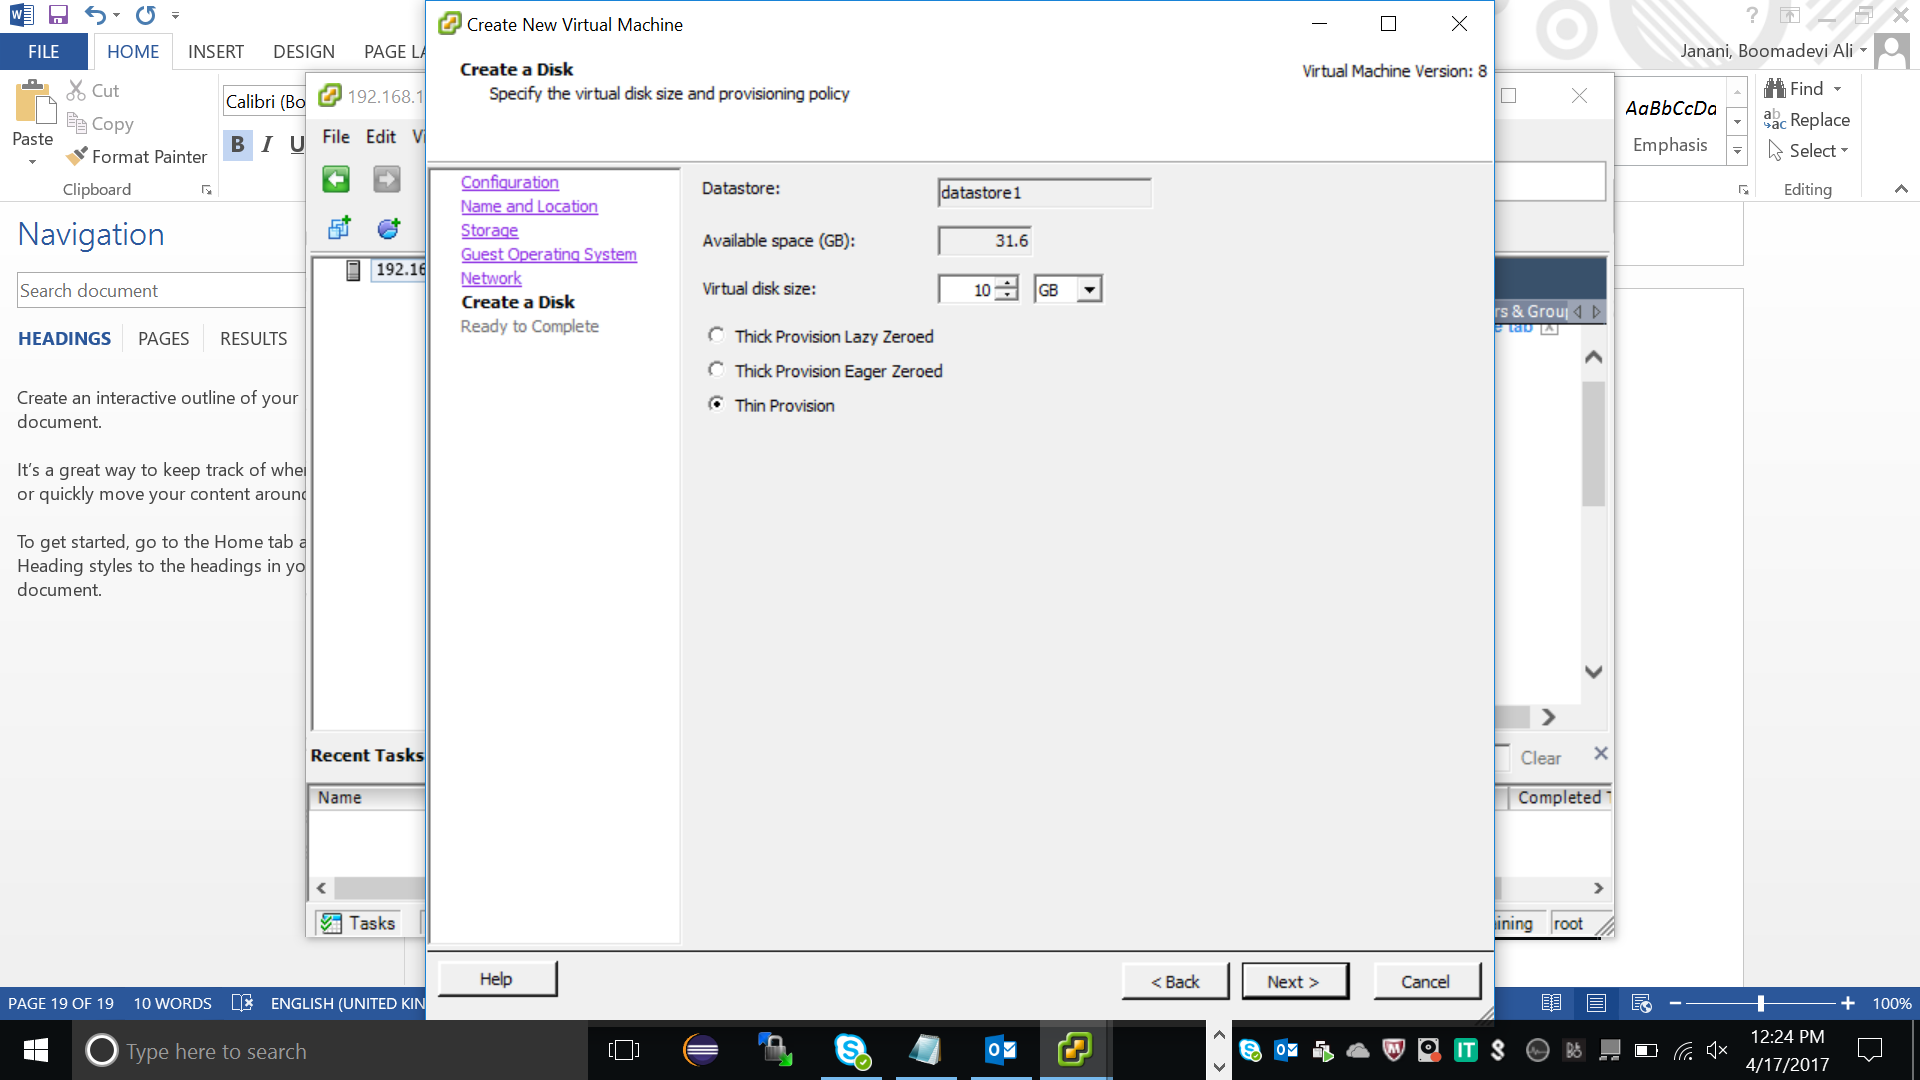 Create New Virtual Machine
FILE
HOME
INSERT
DESIGN
PAGE LA
Janani, Boomadevi Ali
Create a Disk
Specify the virtual disk size and provisioning policy
Virtual Machine Version: 8
Cut
Copy
Paste
Format Painter
Clipboard
Calibri (Bo
B I U
192.168.1
File Edit Vi
AaBbCcDd
Emphasis
Find
Replace
Select
Editing
Navigation
Search document
HEADINGS
PAGES
RESULTS
Create an interactive outline of your
document.
It's a great way to keep track of wher
or quickly move your content around
To get started, go to the Home tab a
Heading styles to the headings in yo
document.
192.16
Configuration
Name and Location
Storage
Guest Operating System
Network
Create a Disk
Ready to Complete
Datastore:
datastore1
Available space (GB):
31.6
Virtual disk size:
10
GB
Thick Provision Lazy Zeroed
Thick Provision Eager Zeroed
Thin Provision
rs & Group
e tab
Recent Tasks
Name
Clear
Completed T
Tasks
ining
root
Help
< Back
Next >
Cancel
PAGE 19 OF 19
10 WORDS
ENGLISH (UNITED KIN
100%
Type here to search
12:24 PM
4/17/2017